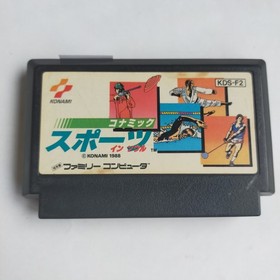 KONAMI
KDS-F2
コナミック
スポーツ
イン ソウル
TM
© KONAMI 1988
ファミリー コンピュータ